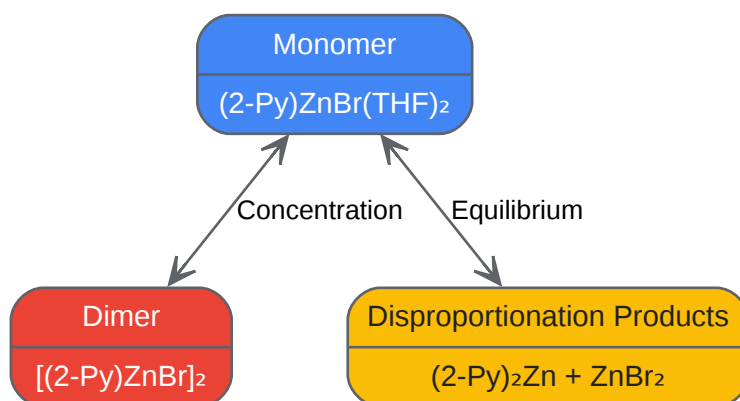 Monomer
(2-Py)ZnBr(THF)₂
Concentration
Equilibrium
Dimer
[(2-Py)ZnBr]₂
Disproportionation Products
(2-Py)₂Zn + ZnBr₂